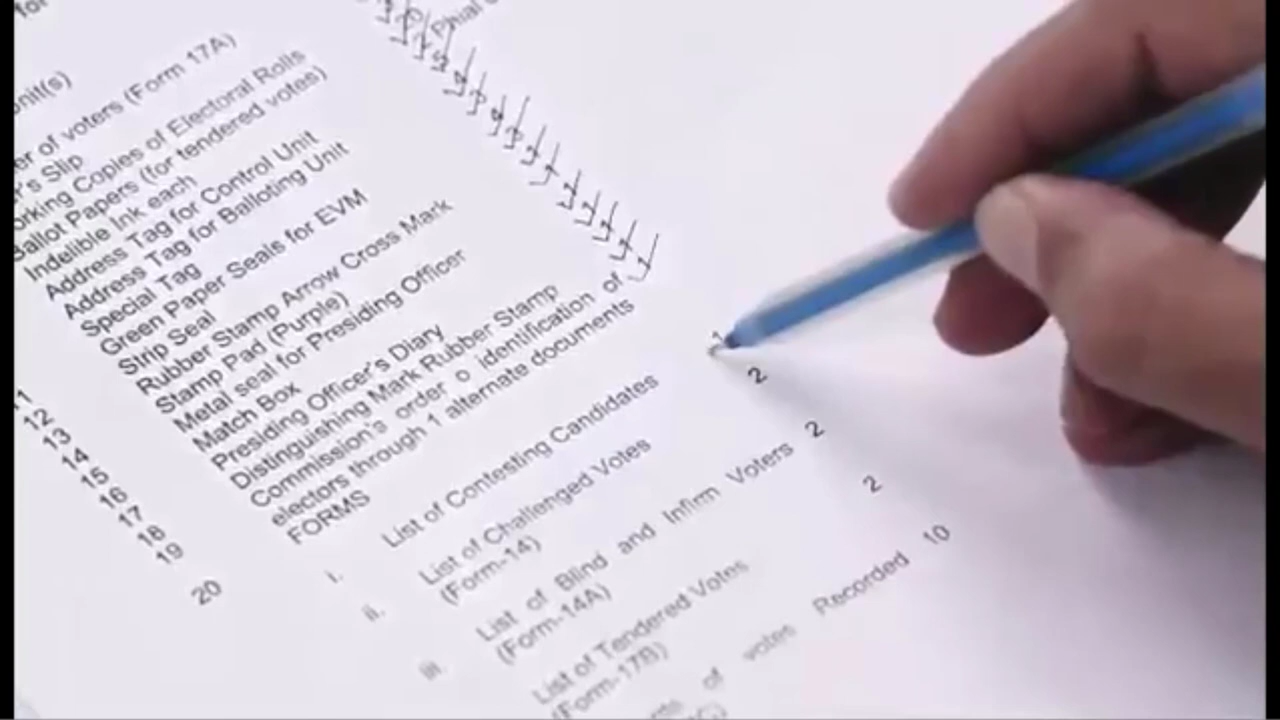 for
Phial
nit(s)
er of voters (Form 17A)
r's Slip
orking Copies of Electoral Rolls
Ballot Papers (for tendered votes)
Indelible Ink each
Address Tag for Control Unit
Address Tag for Balloting Unit
Special Tag
Green Paper Seals for EVM
Strip Seal
Rubber Stamp Arrow Cross Mark
Stamp Pad (Purple)
Metal seal for Presiding Officer
Match Box
11 Presiding Officer's Diary
12 Distinguishing Mark Rubber Stamp
13 Commission's order o identification of
14 electors through 1 alternate documents
15 FORMS
16
17
18
19
20
i. List of Contesting Candidates 1
ii. List of Challenged Votes 2
(Form-14)
iii List of Blind and Infirm Voters 2
(Form-14A)
List of Tendered Votes 2
(Form-17B)
of votes Recorded 10